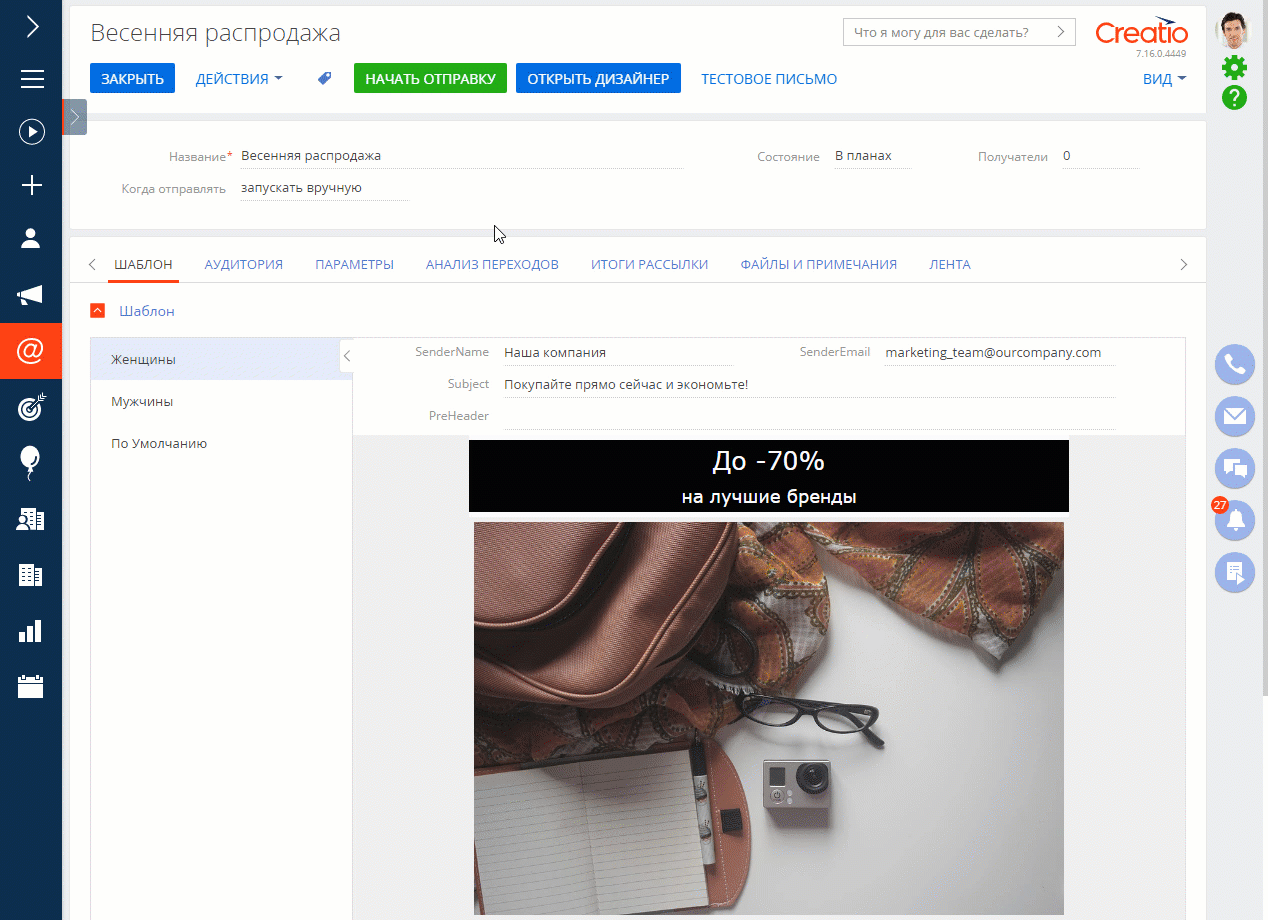 Весенняя распродажа
Что я могу для вас сделать?
Creatio
7.16.0.4449
ЗАКРЫТЬ ДЕЙСТВИЯ НАЧАТЬ ОТПРАВКУ ОТКРЫТЬ ДИЗАЙНЕР ТЕСТОВОЕ ПИСЬМО ВИД
Название* Весенняя распродажа Состояние В планах Получатели 0
Когда отправлять запускать вручную
ШАБЛОН АУДИТОРИЯ ПАРАМЕТРЫ АНАЛИЗ ПЕРЕХОДОВ ИТОГИ РАССЫЛКИ ФАЙЛЫ И ПРИМЕЧАНИЯ ЛЕНТА
Шаблон
Женщины
Мужчины
По Умолчанию
SenderName Наша компания SenderEmail marketing_team@ourcompany.com
Subject Покупайте прямо сейчас и экономьте!
PreHeader
До -70%
на лучшие бренды
27